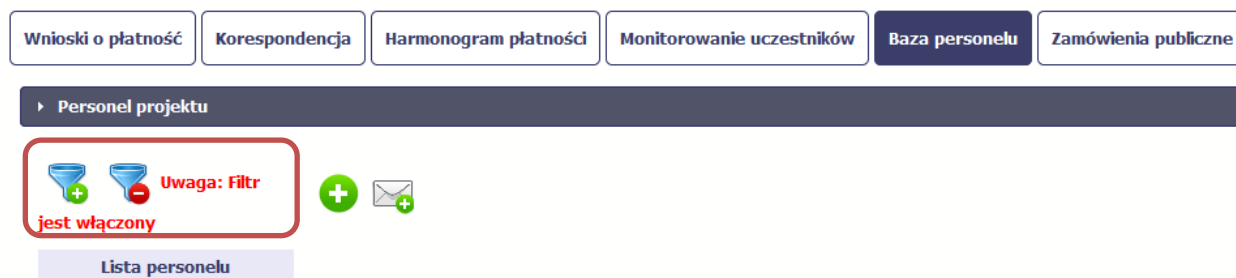 Wnioski o płatność Korespondencja Harmonogram płatności Monitorowanie uczestników Baza personelu Zamówienia publiczne
Personel projektu
Uwaga: Filtr
jest włączony
Lista personelu